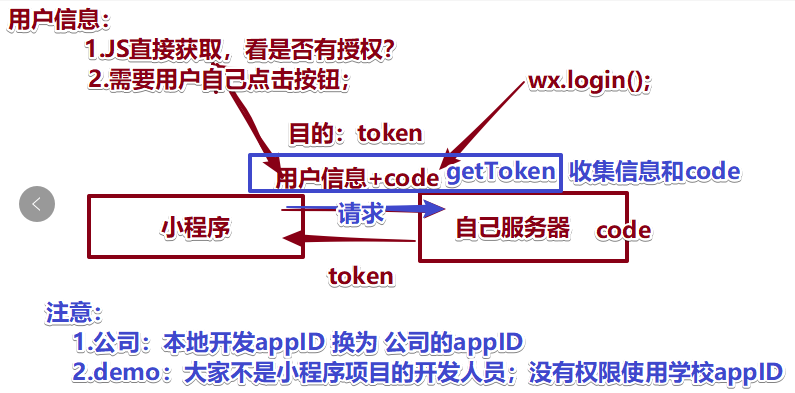 用户信息：
1.JS直接获取，看是否有授权？
2.需要用户自己点击按钮；
wx.login();
目的：token
用户信息+code getToken 收集信息和code
请求
小程序
自己服务器 code
token
注意：
1.公司：本地开发appID 换为 公司的appID
2.demo：大家不是小程序项目的开发人员；没有权限使用学校appID